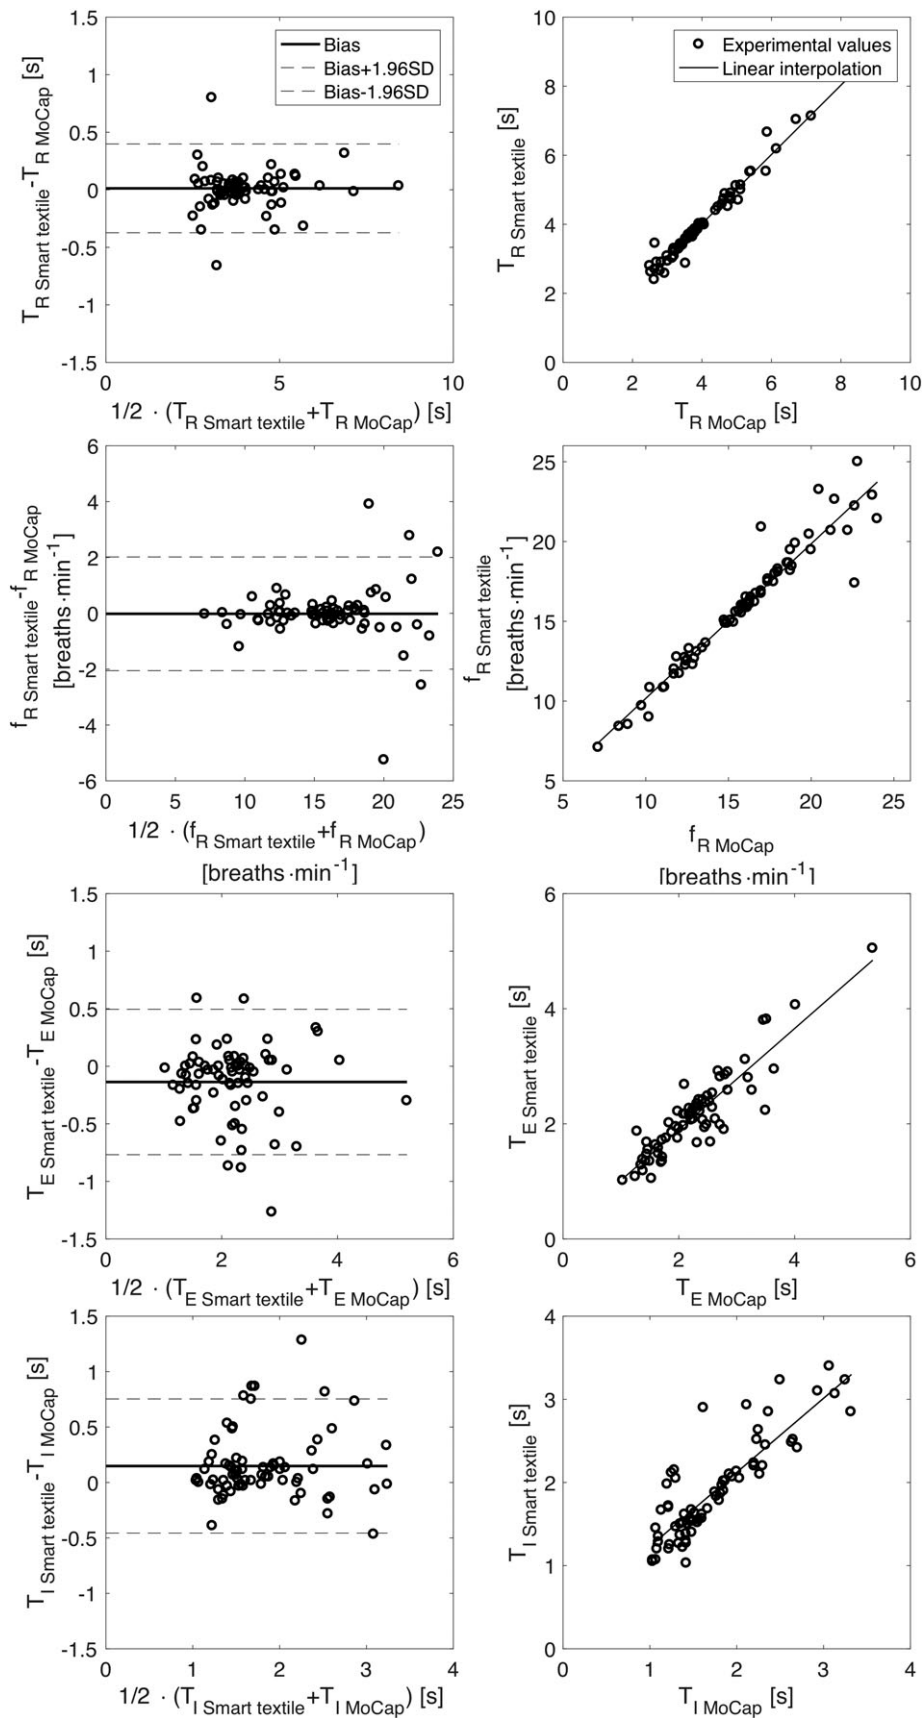 1.5
1
0.5
0
-0.5
-1
-1.5
T_R Smart textile-T_R MoCap [s]
Bias
Bias+1.96SD
Bias-1.96SD
0 5 10
1/2 · (T_R Smart textile+T_R MoCap) [s]
10
8
6
4
2
0
T_R Smart textile [s]
Experimental values
Linear interpolation
0 2 4 6 8 10
T_R MoCap [s]
6
4
2
0
-2
-4
-6
f_R Smart textile-f_R MoCap
[breaths·min⁻¹]
0 5 10 15 20 25
1/2 · (f_R Smart textile+f_R MoCap)
[breaths·min⁻¹]
25
20
15
10
5
f_R Smart textile
[breaths·min⁻¹]
5 10 15 20 25
f_R MoCap
[breaths·min⁻¹]
1.5
1
0.5
0
-0.5
-1
-1.5
T_E Smart textile-T_E MoCap [s]
0 2 4 6
1/2 · (T_E Smart textile+T_E MoCap) [s]
6
4
2
0
T_E Smart textile [s]
0 2 4 6
T_E MoCap [s]
1.5
1
0.5
0
-0.5
-1
-1.5
T_I Smart textile-T_I MoCap [s]
0 1 2 3 4
1/2 · (T_I Smart textile+T_I MoCap) [s]
4
3
2
1
0
T_I Smart textile [s]
0 1 2 3 4
T_I MoCap [s]